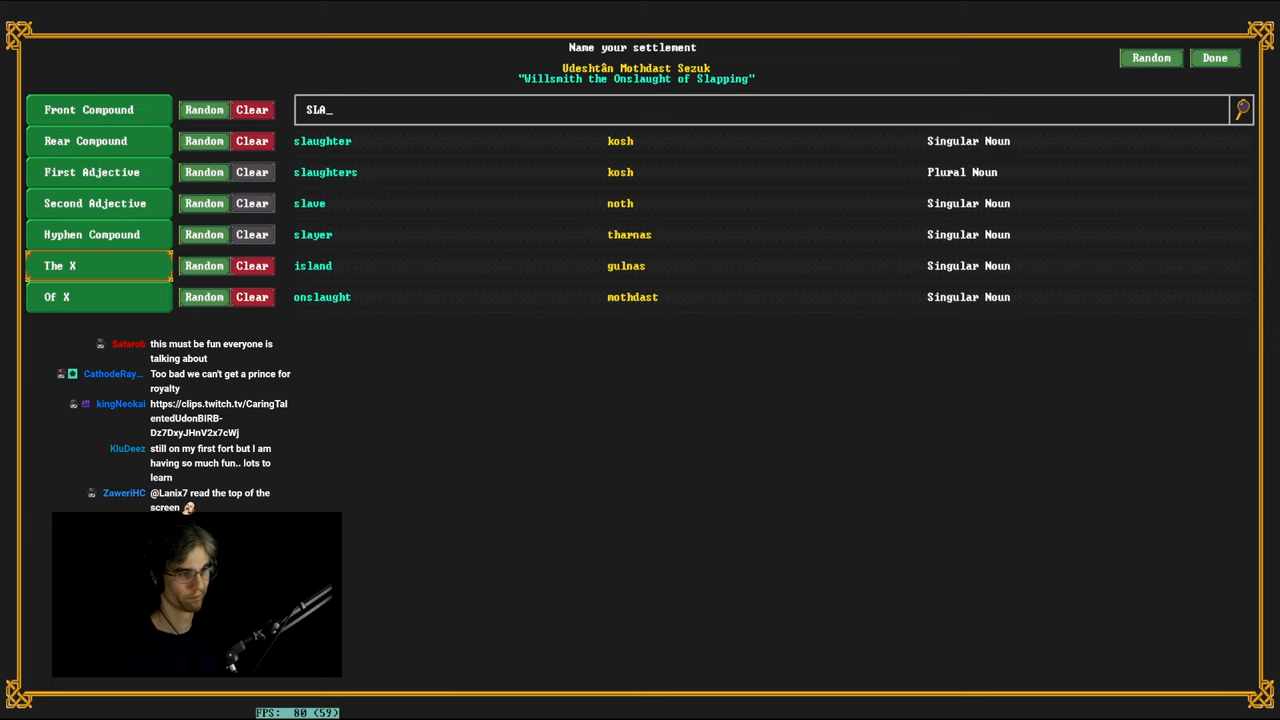 Name your settlement
Udeshtân Mothdast Sezuk
"Willsmith the Onslaught of Slapping"
Random Done
Front Compound Random Clear SLA_
Rear Compound Random Clear slaughter kosh Singular Noun
First Adjective Random Clear slaughters kosh Plural Noun
Second Adjective Random Clear slave noth Singular Noun
Hyphen Compound Random Clear slayer tharnas Singular Noun
The X Random Clear island gulnas Singular Noun
Of X Random Clear onslaught mothdast Singular Noun
Satarob this must be fun everyone is
talking about
CathodeRay... Too bad we can't get a prince for
royalty
kingNeokai https://clips.twitch.tv/CaringTal
entedUdonBIRB-
Dz7DxyJHnV2x7cWj
KluDeez still on my first fort but I am
having so much fun.. lots to
learn
ZaweriHC @Lanix7 read the top of the
screen
FPS: 80 (59)